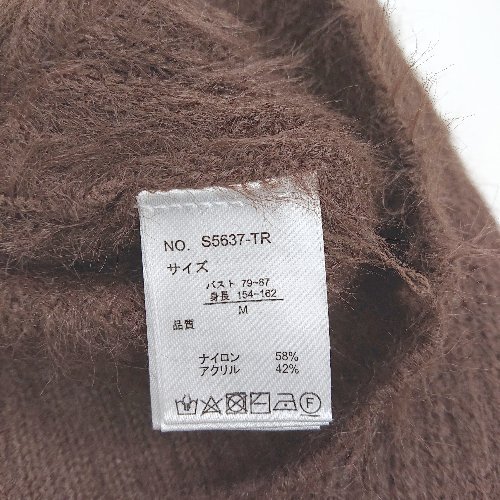 NO. S5637-TR
サイズ
バスト 79~87
身長 154~162
M
品質
ナイロン 58%
アクリル 42%
F